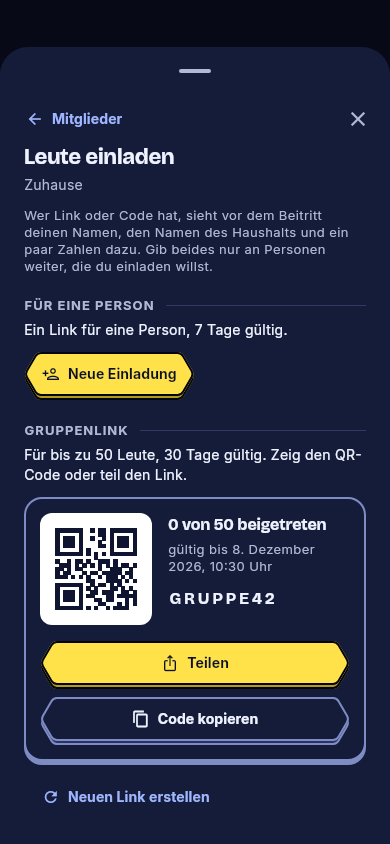 Mitglieder
Leute einladen
Zuhause
Wer Link oder Code hat, sieht vor dem Beitritt
deinen Namen, den Namen des Haushalts und ein
paar Zahlen dazu. Gib beides nur an Personen
weiter, die du einladen willst.
FÜR EINE PERSON
Ein Link für eine Person, 7 Tage gültig.
Neue Einladung
GRUPPENLINK
Für bis zu 50 Leute, 30 Tage gültig. Zeig den QR-
Code oder teil den Link.
0 von 50 beigetreten
gültig bis 8. Dezember
2026, 10:30 Uhr
GRUPPE42
Teilen
Code kopieren
Neuen Link erstellen